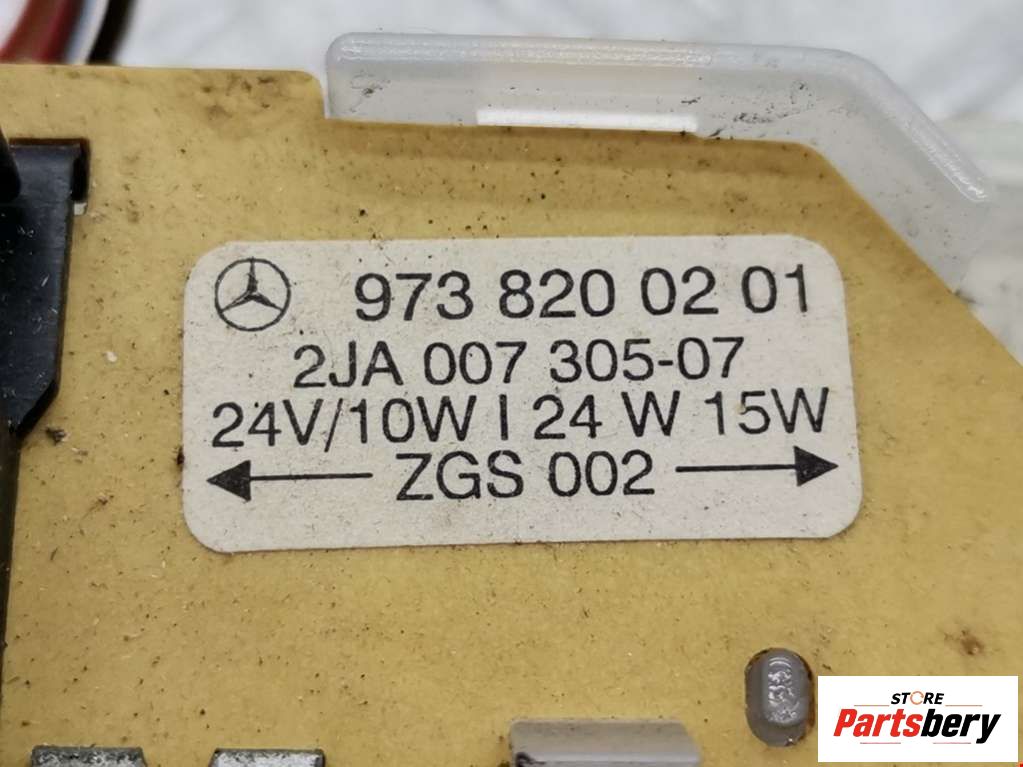 973 820 02 01
2JA 007 305-07
24V/10W I 24 W 15W
ZGS 002
STORE
Partsbery